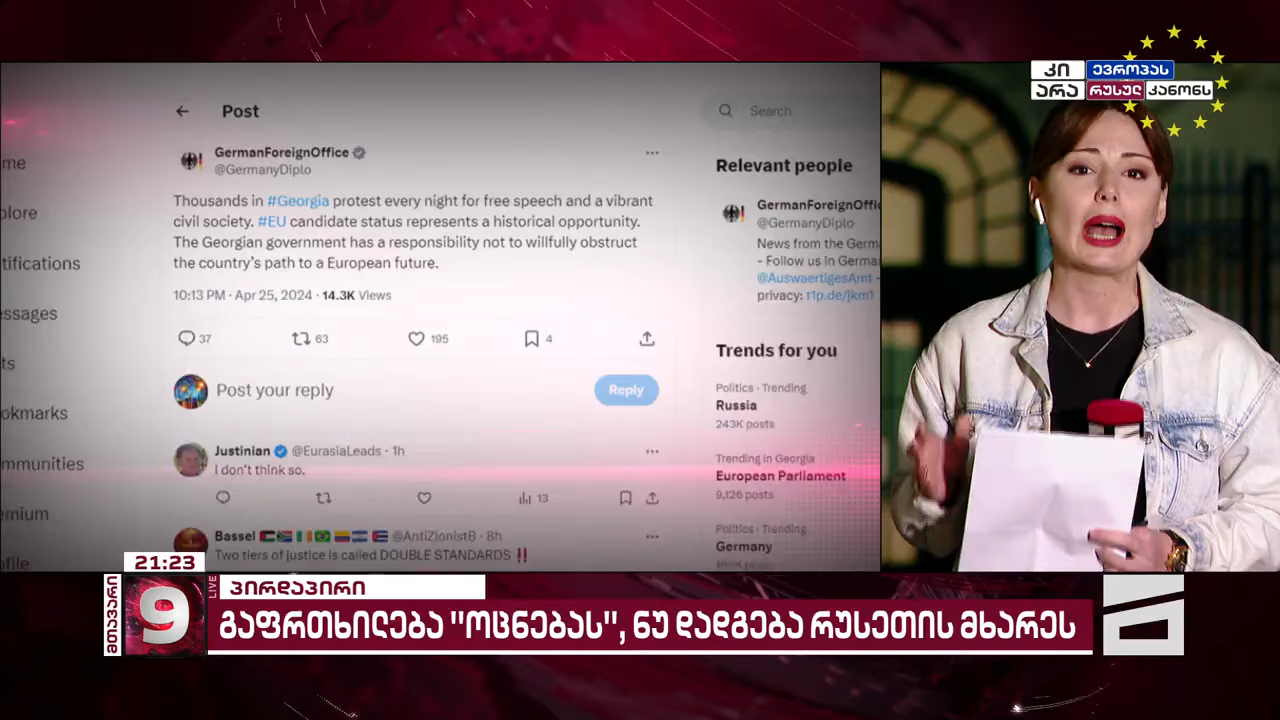 კი ევროპას
არა რუსულ კანონს
Post
Search
me
GermanForeignOffice
@GermanyDiplo
Relevant people
Thousands in #Georgia protest every night for free speech and a vibrant
civil society. #EU candidate status represents a historical opportunity.
The Georgian government has a responsibility not to willfully obstruct
the country's path to a European future.
plore
GermanForeignOffic
@GermanyDiplo
News from the Germ
- Follow us in Germa
@AuswaertigesAmt -
privacy: r1p.de/jkm1
tifications
10:13 PM · Apr 25, 2024 · 14.3K Views
essages
37 63 195 4
ts
Trends for you
Post your reply
Reply
Politics · Trending
Russia
243K posts
okmarks
Justinian @EurasiaLeads · 1h
I don't think so.
13
mmunities
Trending in Georgia
European Parliament
9,126 posts
emium
Bassel @AntiZionistB · 8h
Two tiers of justice is called DOUBLE STANDARDS ‼️
Politics · Trending
Germany
ofile
21:23
მთავარი
9
LIVE
პირდაპირი
გაფრთხილება "ოცნებას", ნუ დადგება რუსეთის მხარეს